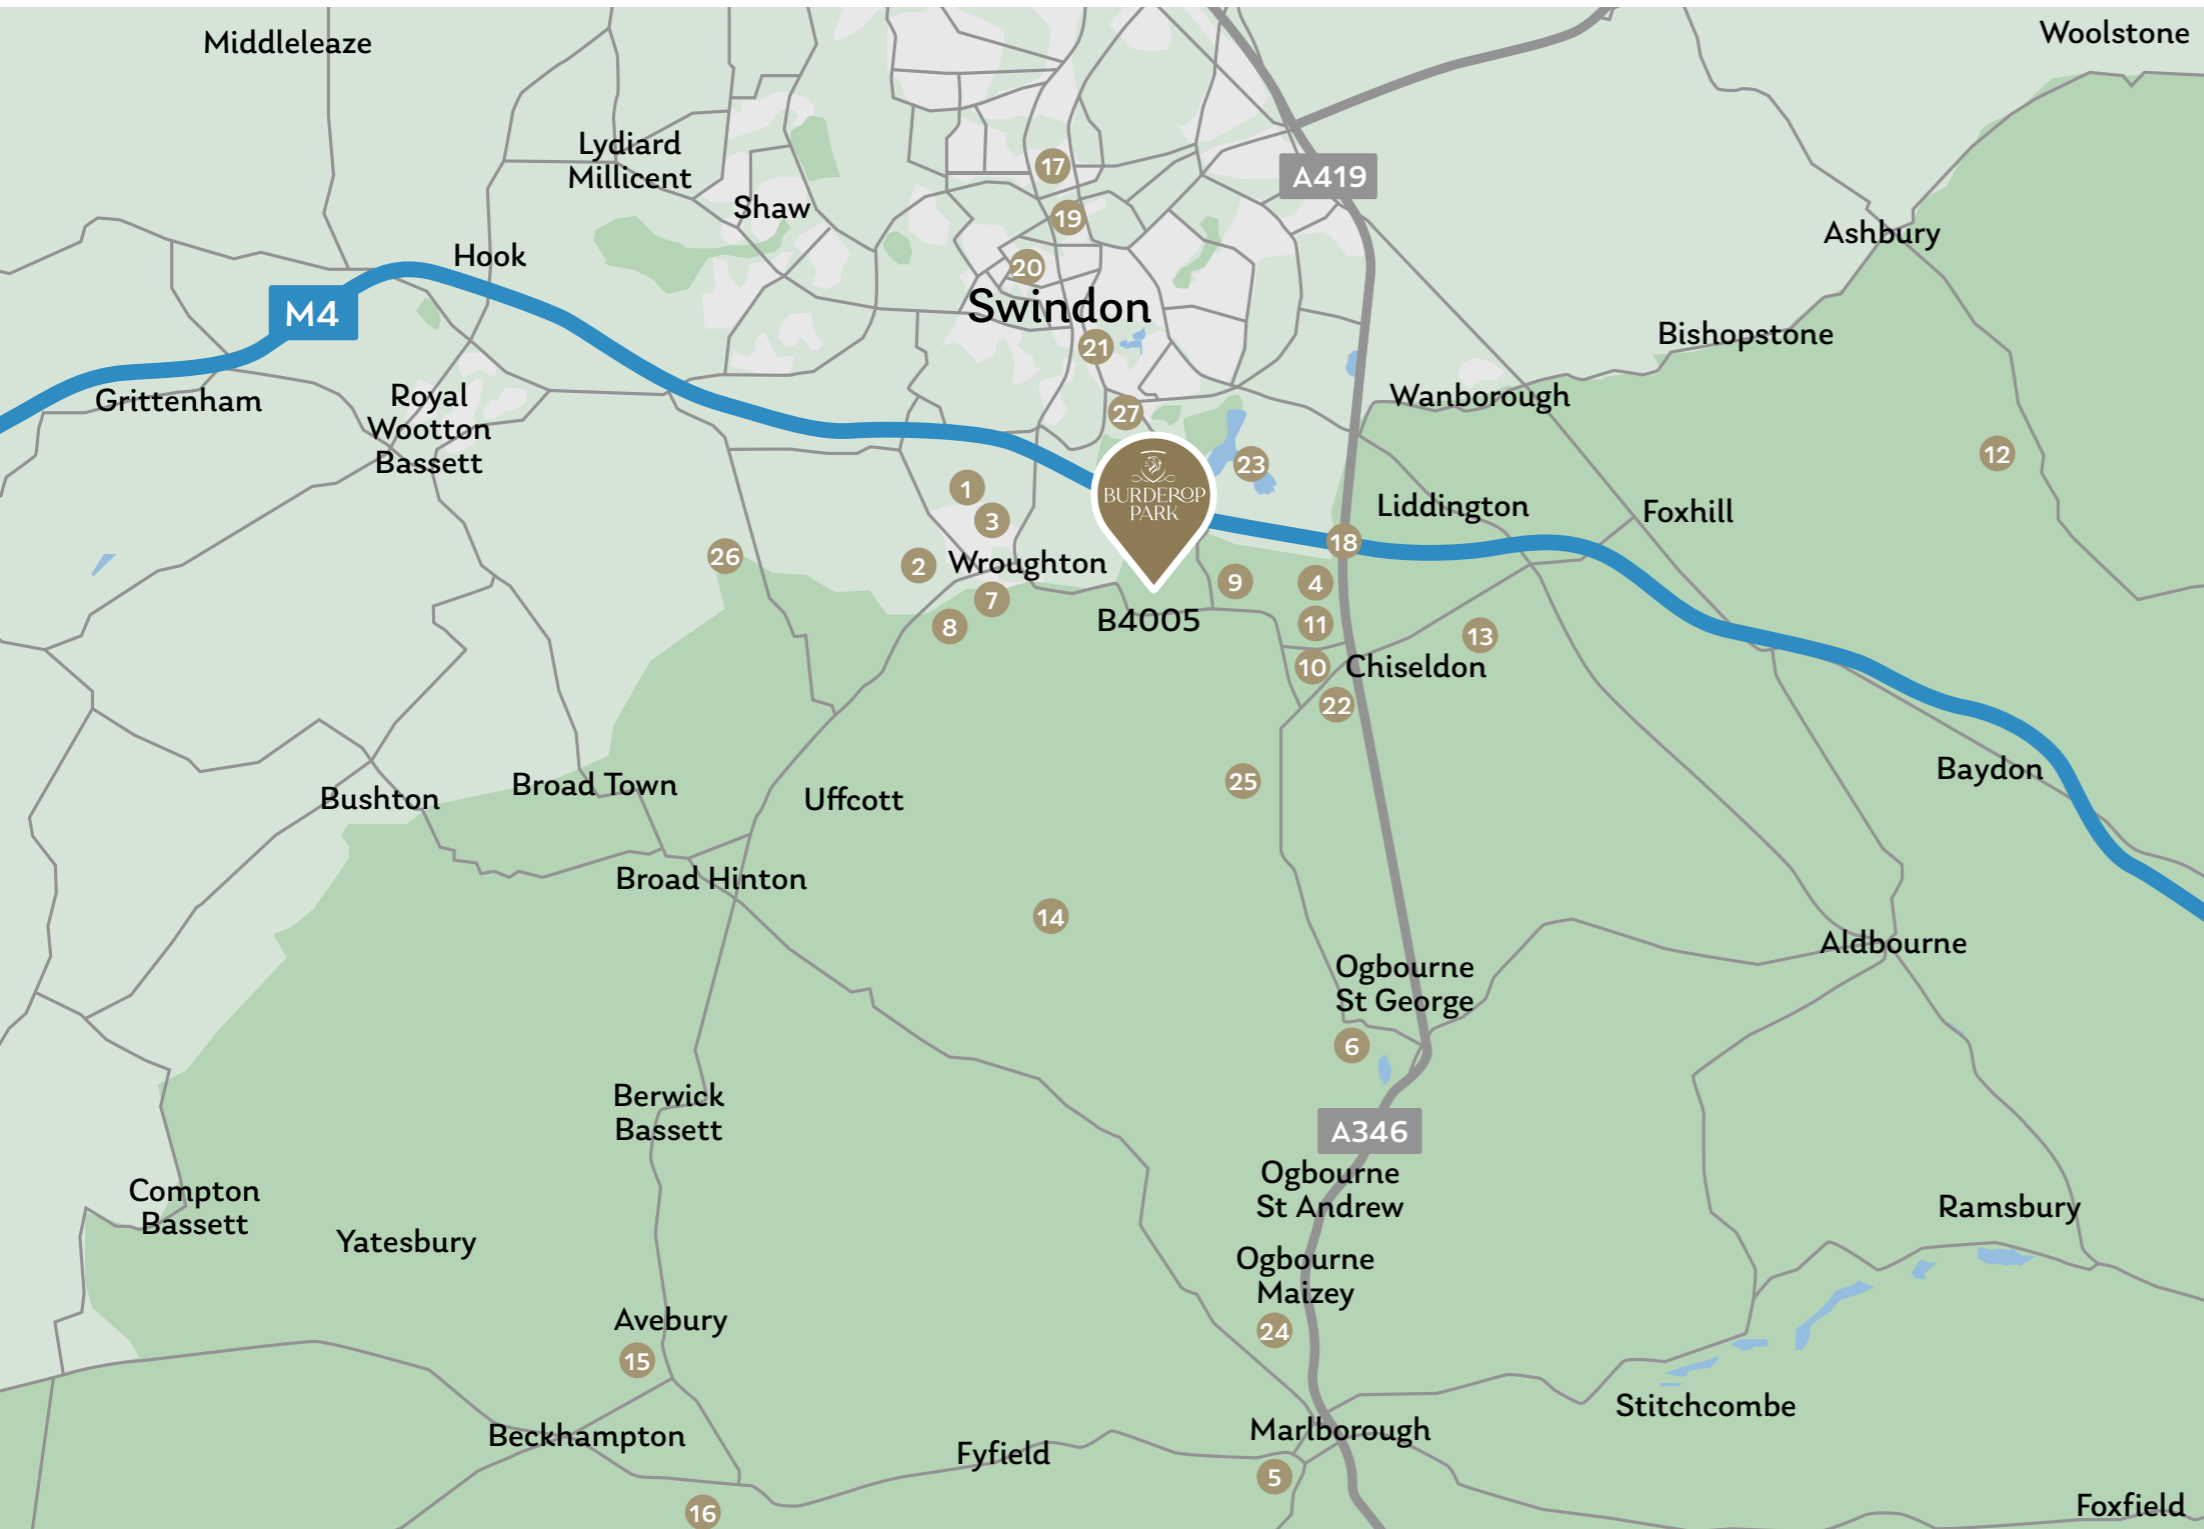 Middleleaze
Woolstone
Lydiard
Millicent
17
A419
Shaw
19
Ashbury
Hook
20
M4
Swindon
21
Bishopstone
Grittenham
Royal
Wootton
Bassett
Wanborough
27
12
23
1
BURDEROP
PARK
3
Liddington
Foxhill
18
26
2
Wroughton
9
4
7
8
B4005
11
13
10
Chiseldon
22
Baydon
25
Bushton
Broad Town
Uffcott
Broad Hinton
14
Aldbourne
Ogbourne
St George
6
Berwick
Bassett
A346
Ogbourne
St Andrew
Compton
Bassett
Ramsbury
Yatesbury
Ogbourne
Maizey
Avebury
24
15
Stitchcombe
Beckhampton
Marlborough
Fyfield
5
16
Foxfield